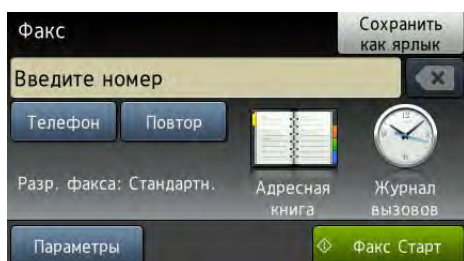 Факс
Сохранить
как ярлык
Введите номер
Телефон
Повтор
Разр. факса: Стандартн.
Адресная
книга
Журнал
вызовов
Параметры
Факс Старт